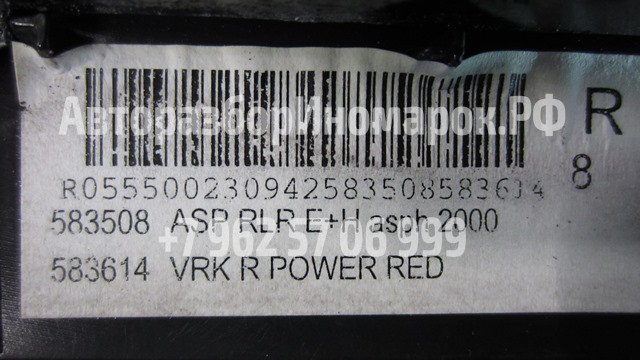 АвторазборИномарок.РФ
R
8
R055500230942583508583614
583508 ASP RLR E+H asph 2000
+7 962 57 06 999
583614 VRK R POWER RED